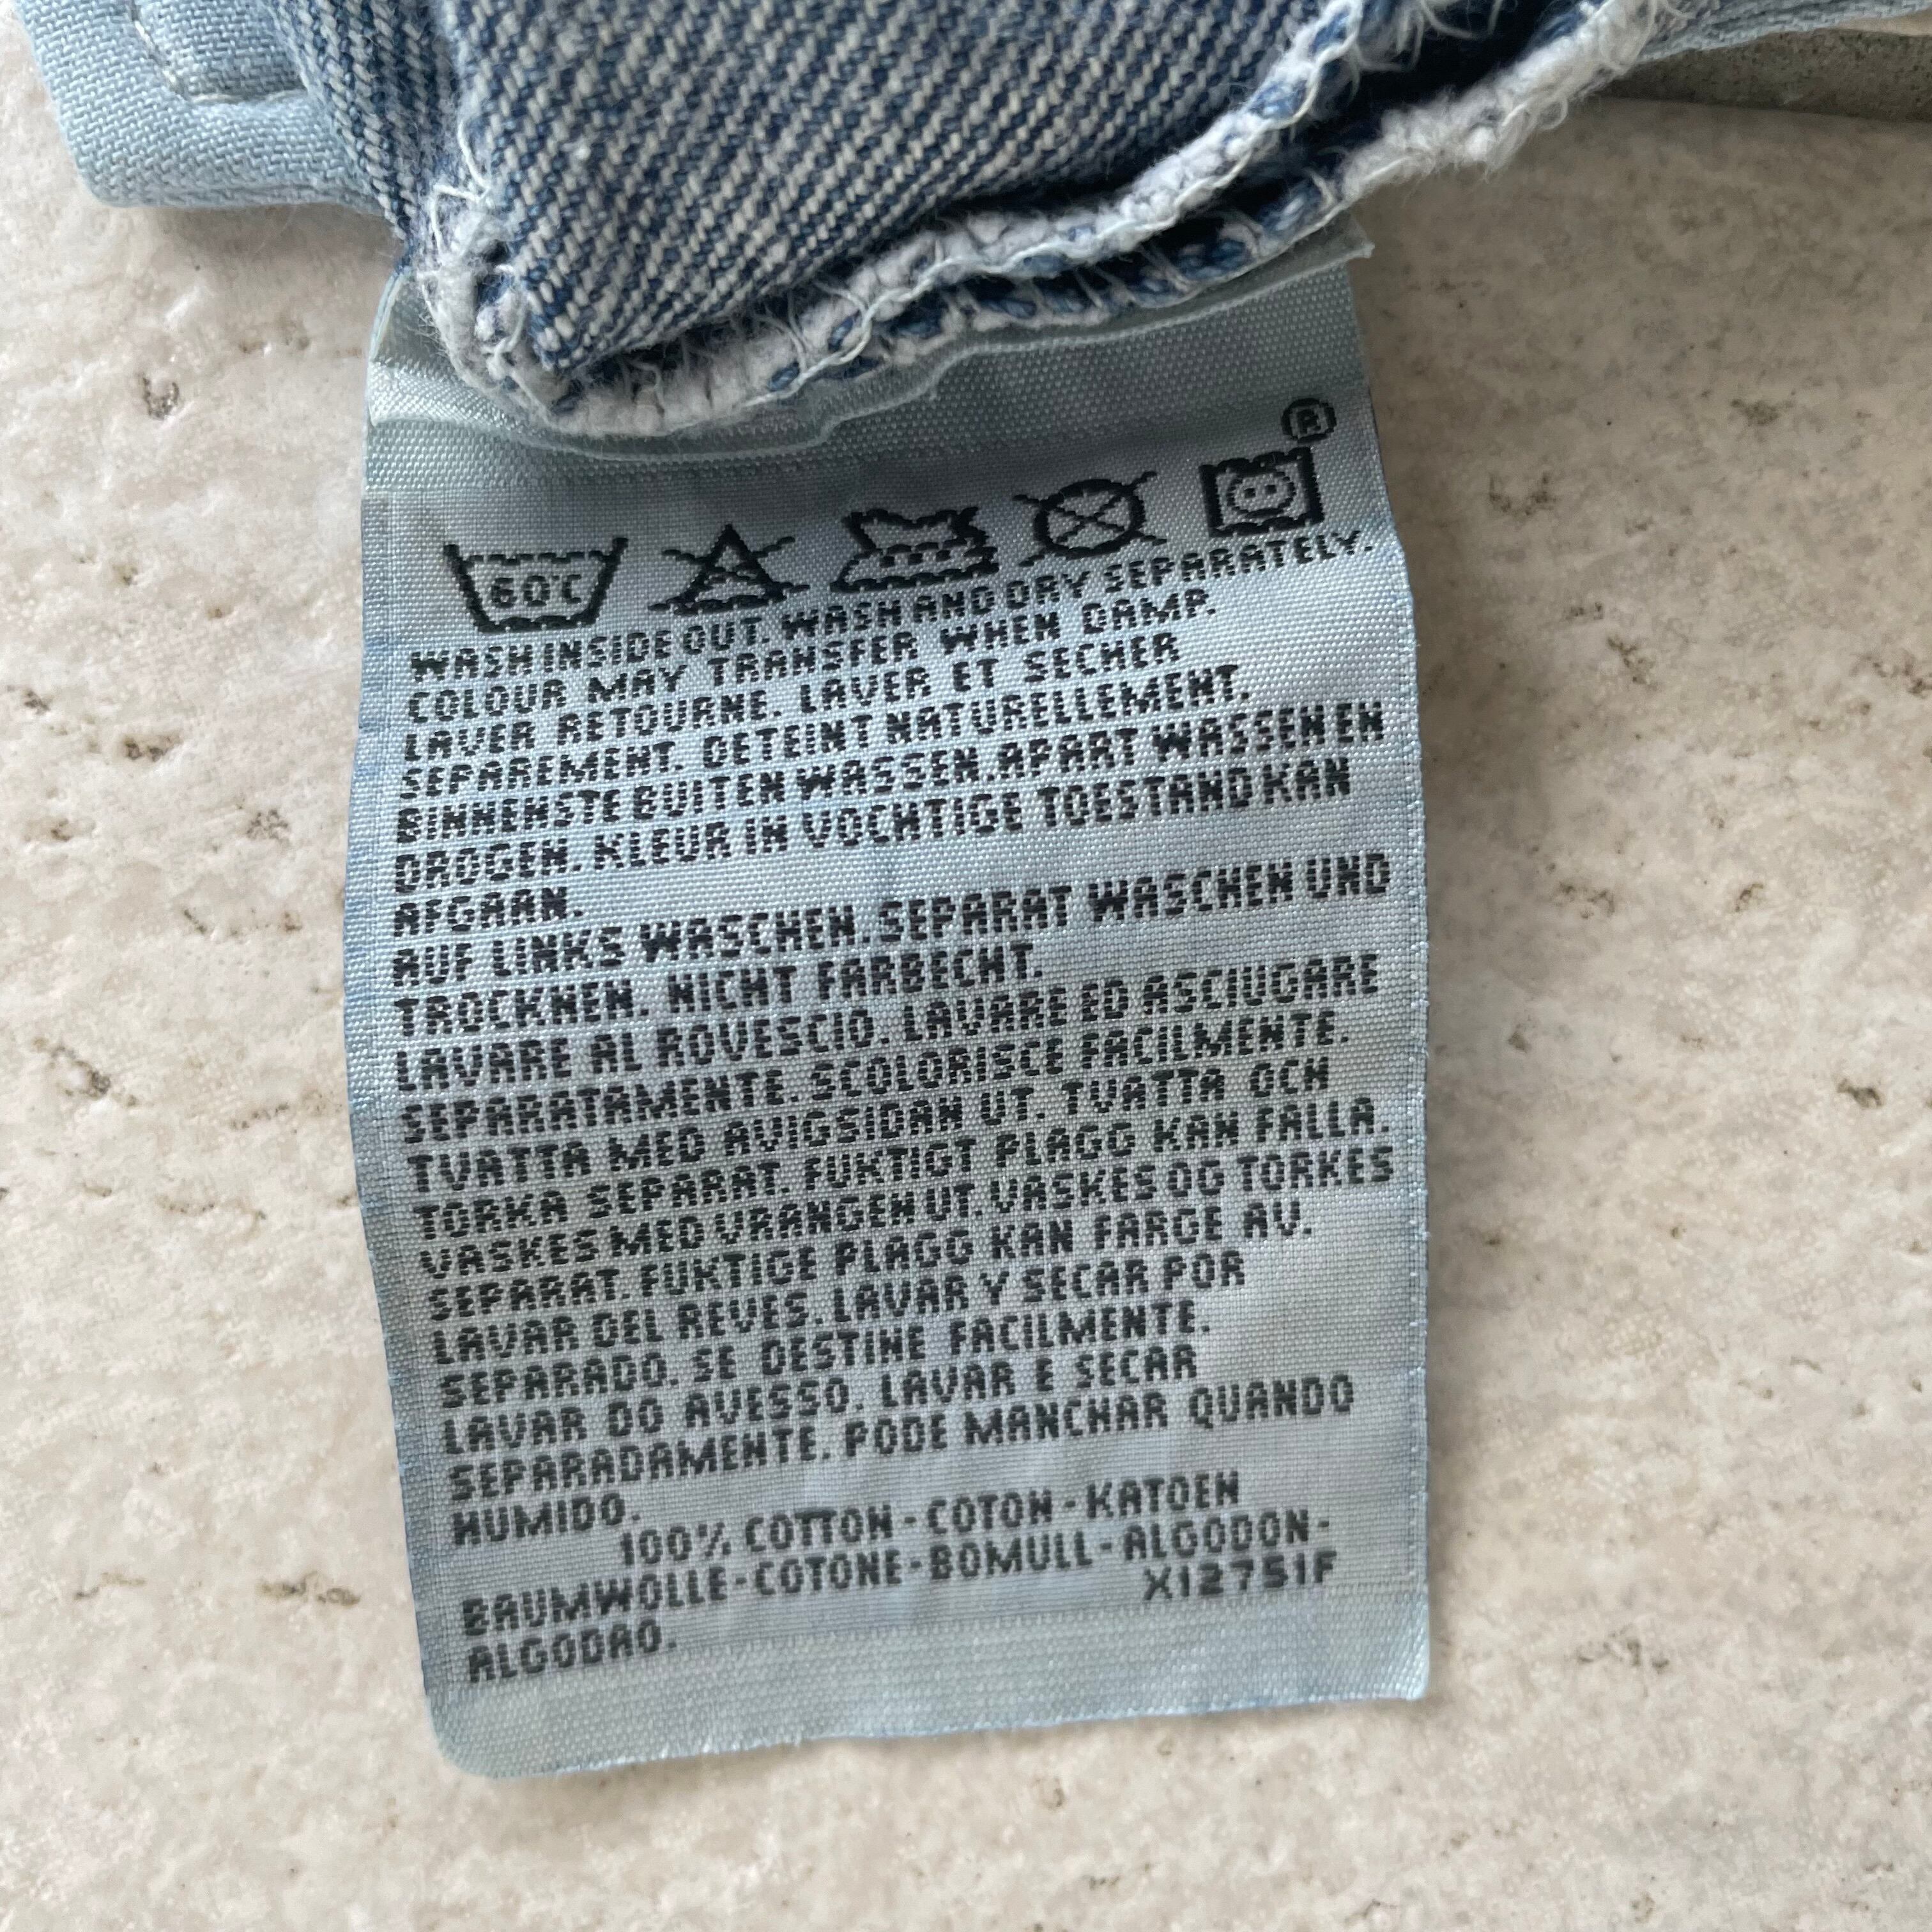 ®
60°C
WASH INSIDE OUT. WASH AND DRY SEPARATELY.
COLOUR MAY TRANSFER WHEN DAMP.
LAVER RETOURNE. LAVER ET SECHER
SEPAREMENT. DETEINT NATURELLEMENT.
BINNENSTE BUITEN WASSEN. APART WASSEN EN
DROGEN. KLEUR IN VOCHTIGE TOESTAND KAN
AFGAAN.
AUF LINKS WASCHEN. SEPARAT WASCHEN UND
TROCKNEN. NICHT FARBECHT.
LAVARE AL ROVESCIO. LAVARE ED ASCIUGARE
SEPARATAMENTE. SCOLORISCE FACILMENTE.
TVATTA MED AVIGSIDAN UT. TVATTA OCH
TORKA SEPARAT. FUKTIGT PLAGG KAN FALLA.
VASKES MED VRANGEN UT. VASKES OG TORKES
SEPARAT. FUKTIGE PLAGG KAN FARGE AV.
LAVAR DEL REVES. LAVAR Y SECAR POR
SEPARADO. SE DESTINE FACILMENTE.
LAVAR DO AVESSO. LAVAR E SECAR
SEPARADAMENTE. PODE MANCHAR QUANDO
HUMIDO.
100% COTTON - COTON - KATOEN
BAUMWOLLE - COTONE - BOMULL - ALGODON -
ALGODAO.
X12751F